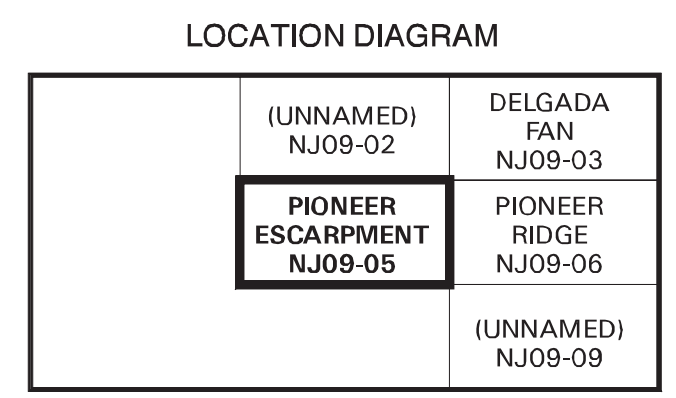 LOCATION DIAGRAM
(UNNAMED)
NJ09-02
DELGADA
FAN
NJ09-03
PIONEER
ESCARPMENT
NJ09-05
PIONEER
RIDGE
NJ09-06
(UNNAMED)
NJ09-09